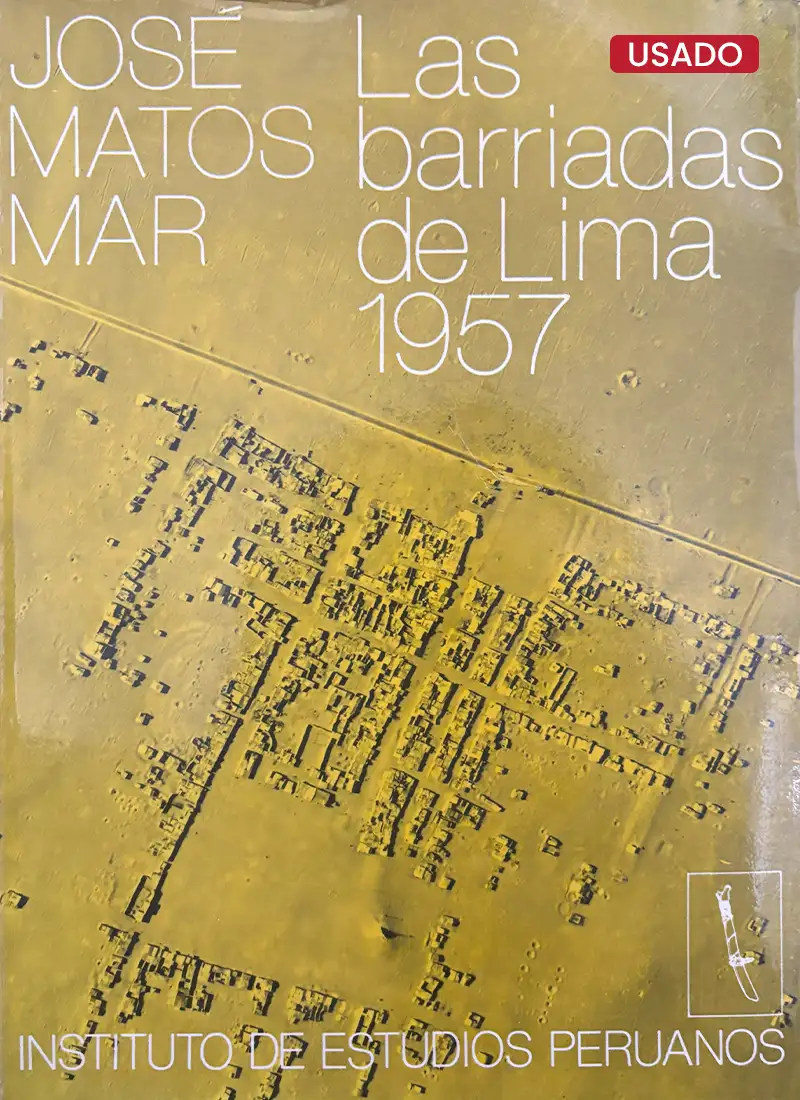 JOSÉ
MATOS
MAR
Las
barriadas
de Lima
1957
USADO
INSTITUTO DE ESTUDIOS PERUANOS